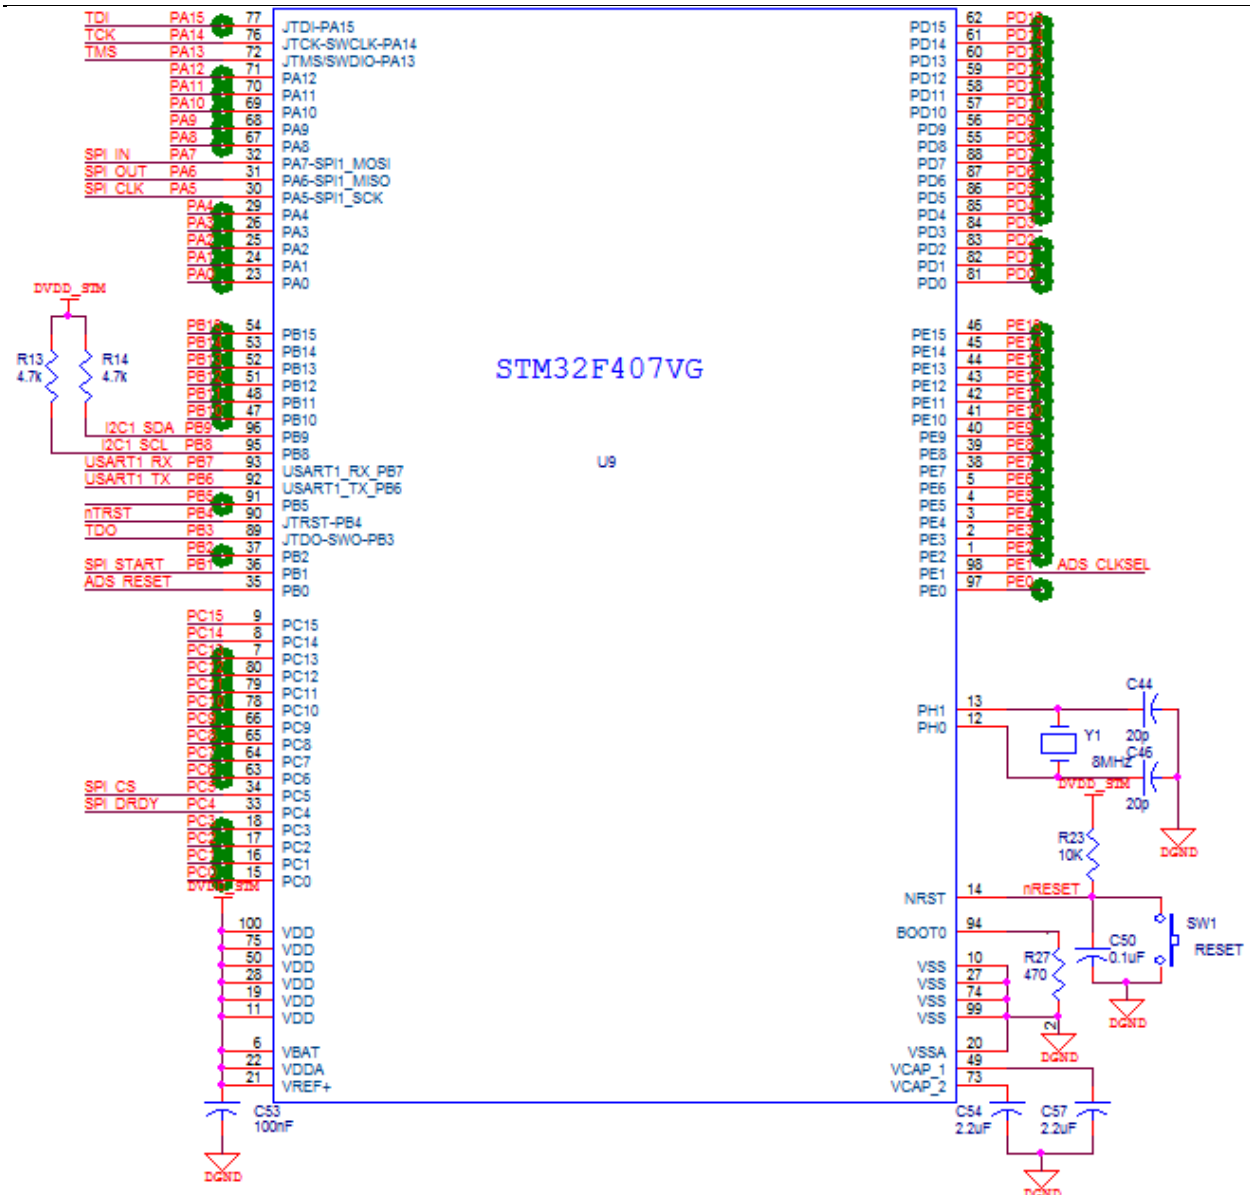 TDI PA15 77 JTDI-PA15
TCK PA14 76 JTCK-SWCLK-PA14
TMS PA13 72 JTMS/SWDIO-PA13
PA12 71 PA12
PA11 70 PA11
PA10 69 PA10
PA9 68 PA9
PA8 67 PA8
SPI_IN PA7 32 PA7-SPI1_MOSI
SPI_OUT PA6 31 PA6-SPI1_MISO
SPI_CLK PA5 30 PA5-SPI1_SCK
PA4 29 PA4
26 PA3
25 PA2
24 PA1
23 PA0
DVDD_STM
R13
4.7k
R14
4.7k
54 PB15
53 PB14
52 PB13
51 PB12
48 PB11
47 PB10
I2C1_SDA PB9 96 PB9
I2C1_SCL PB8 95 PB8
USART1_RX PB7 93 USART1_RX_PB7
USART1_TX PB6 92 USART1_TX_PB6
PB5 91 PB5
nTRST PB4 90 JTRST-PB4
TDO PB3 89 JTDO-SWO-PB3
PB2 37 PB2
SPI_START PB1 36 PB1
ADS_RESET 35 PB0
PC15 9 PC15
PC14 8 PC14
7 PC13
80 PC12
79 PC11
78 PC10
66 PC9
65 PC8
64 PC7
63 PC6
SPI_CS PC5 34 PC5
SPI_DRDY PC4 33 PC4
18 PC3
17 PC2
16 PC1
15 PC0
DVDD_STM
100 VDD
75 VDD
50 VDD
28 VDD
19 VDD
11 VDD
6 VBAT
22 VDDA
21 VREF+
C53
100nF
DGND
STM32F407VG
U9
PD15 62
PD14 61
PD13 60
PD12 59
PD11 58
PD10 57
PD9 56
PD8 55
PD7 88
PD6 87
PD5 86
PD4 85
PD3 84 PD3
PD2 83
PD1 82
PD0 81
PE15 46
PE14 45
PE13 44
PE12 43
PE11 42
PE10 41
PE9 40 PE9
PE8 39 PE8
PE7 38 PE7
PE6 5 PE6
PE5 4 PE5
PE4 3 PE4
PE3 2 PE3
PE2 1 PE2
PE1 98 PE1 ADS_CLKSEL
PE0 97 PE0
PH1 13
PH0 12
C44
20p
Y1
8MHz
C46
20p
DGND
DVDD_STM
R23
10K
NRST 14 nRESET
SW1
RESET
C50
0.1uF
DGND
BOOT0 94
R27
470
2
DGND
VSS 10
VSS 27
VSS 74
VSS 99
VSSA 20
VCAP_1 49
VCAP_2 73
C54
2.2uF
C57
2.2uF
DGND